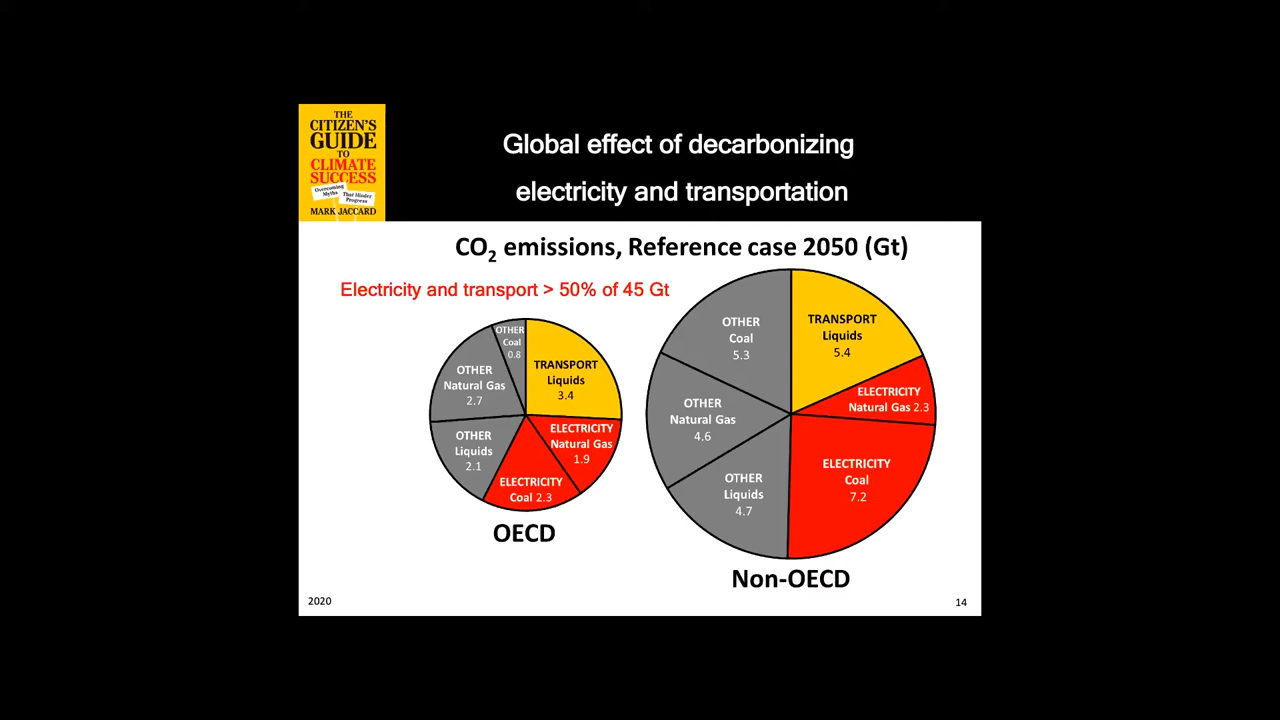 THE
CITIZEN'S
GUIDE
TO
CLIMATE
SUCCESS
Overcoming
Myths
That Hinder
Progress
MARK JACCARD
Global effect of decarbonizing
electricity and transportation
CO₂ emissions, Reference case 2050 (Gt)
Electricity and transport > 50% of 45 Gt
OTHER
Coal
0.8
TRANSPORT
Liquids
3.4
ELECTRICITY
Natural Gas
1.9
ELECTRICITY
Coal 2.3
OTHER
Liquids
2.1
OTHER
Natural Gas
2.7
OECD
OTHER
Coal
5.3
TRANSPORT
Liquids
5.4
ELECTRICITY
Natural Gas 2.3
ELECTRICITY
Coal
7.2
OTHER
Liquids
4.7
OTHER
Natural Gas
4.6
Non-OECD
2020
14